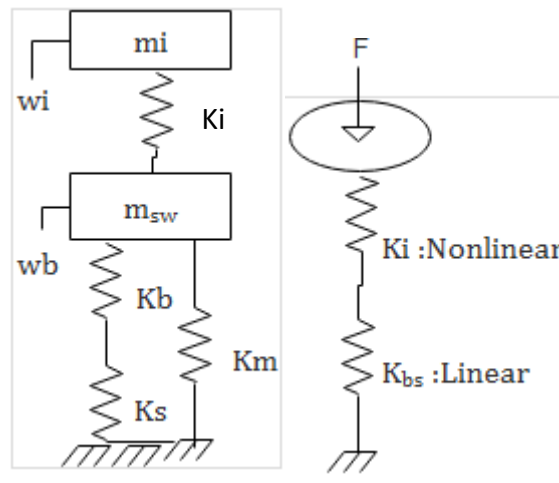 mi
wi
Ki
m_sw
wb
Kb
Km
Ks
F
Ki :Nonlinear
K_bs :Linear